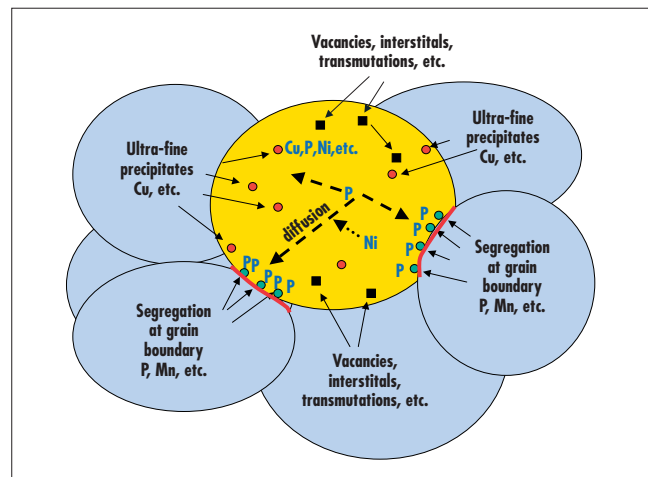 Vacancies, interstitals,
transmutations, etc.
Ultra-fine
precipitates
Cu, etc.
Cu,P,Ni,etc.
Ultra-fine
precipitates
Cu, etc.
P
diffusion
Ni
P
P
P
P
Segregation
at grain
boundary
P, Mn, etc.
PP
P
P
P
Segregation
at grain
boundary
P, Mn, etc.
Vacancies,
interstitals,
transmutations, etc.